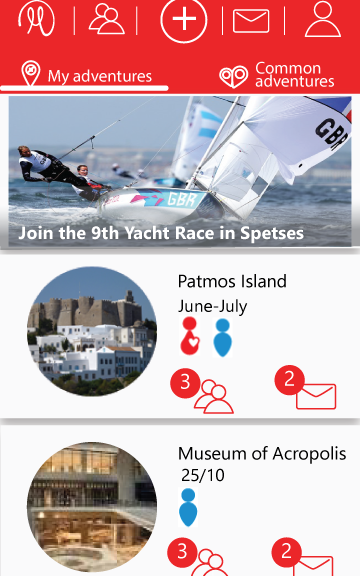 My adventures
Common
adventures
GBR
GBR
Join the 9th Yacht Race in Spetses
Patmos Island
June-July
3
2
Museum of Acropolis
25/10
3
2